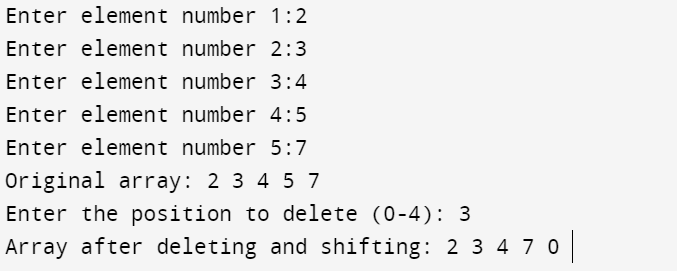 Enter element number 1:2
Enter element number 2:3
Enter element number 3:4
Enter element number 4:5
Enter element number 5:7
Original array: 2 3 4 5 7
Enter the position to delete (0-4): 3
Array after deleting and shifting: 2 3 4 7 0